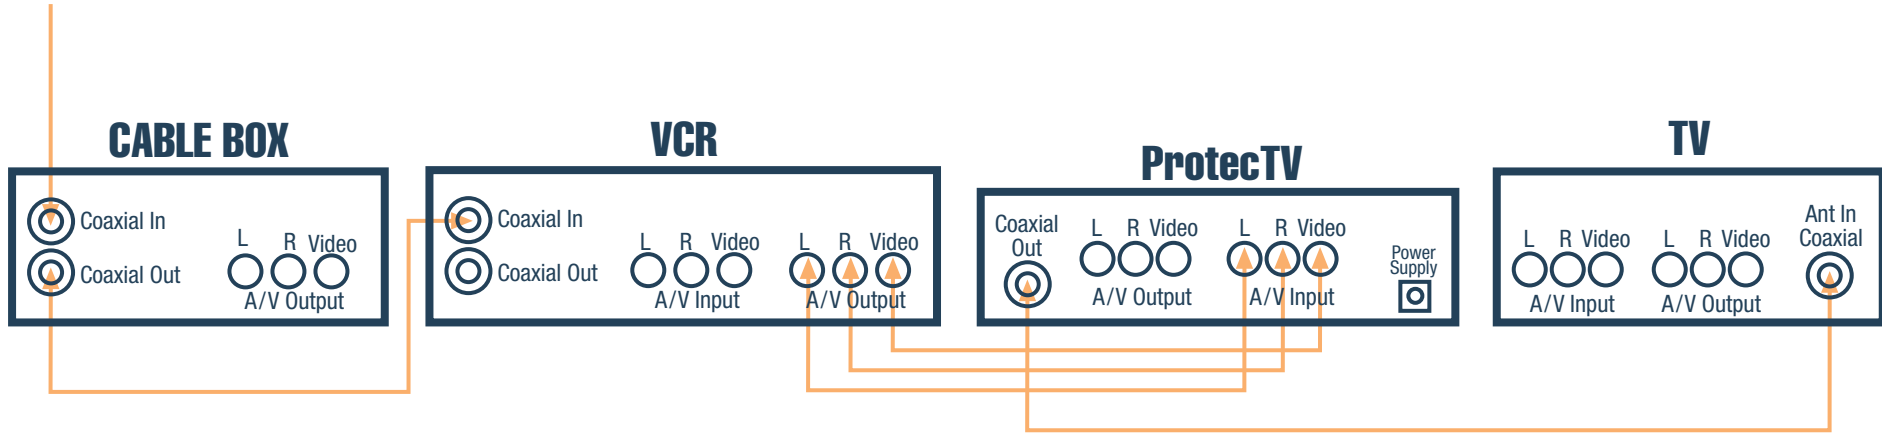 CABLE BOX
Coaxial In
Coaxial Out
L R Video
A/V Output
VCR
Coaxial In
Coaxial Out
L R Video
A/V Input
L R Video
A/V Output
ProtecTV
Coaxial
Out
L R Video
A/V Output
L R Video
A/V Input
Power
Supply
TV
L R Video
A/V Input
L R Video
A/V Output
Ant In
Coaxial